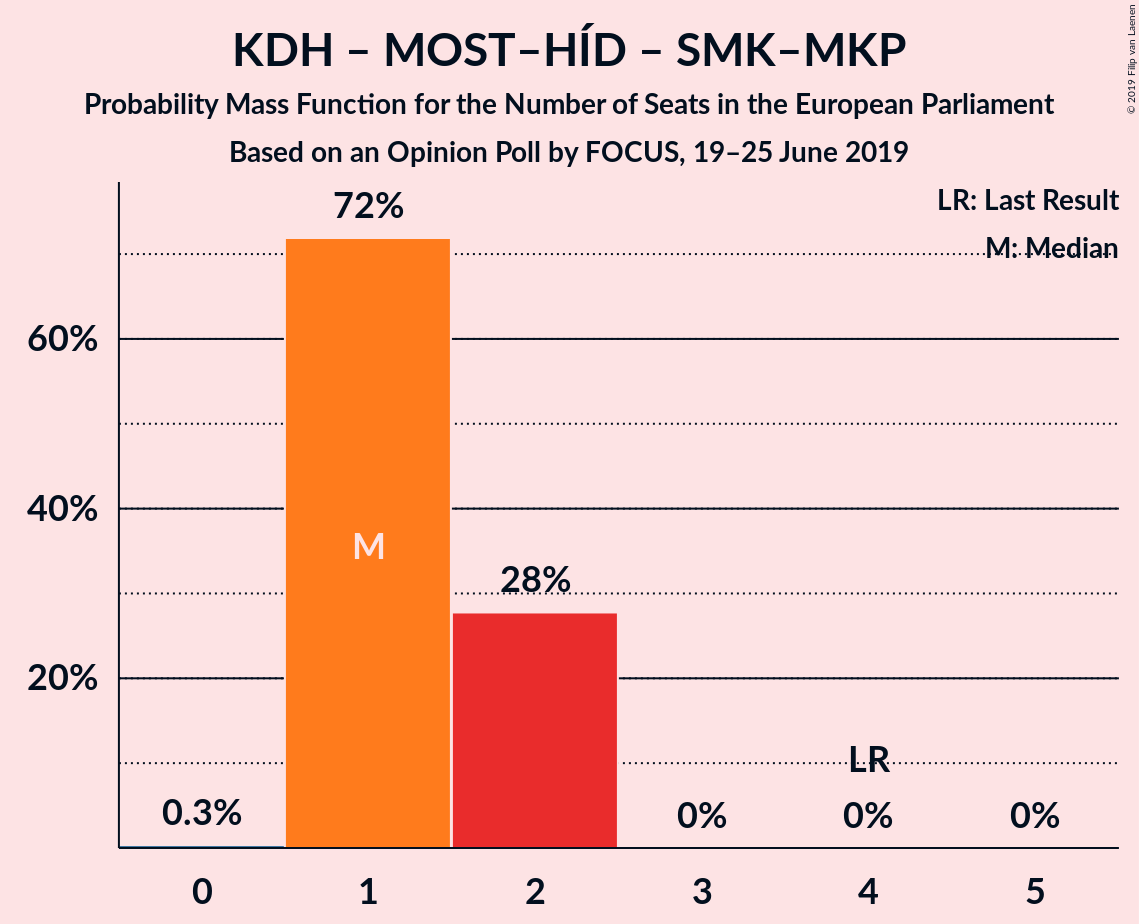 KDH – MOST–HÍD – SMK–MKP
Probability Mass Function for the Number of Seats in the European Parliament
Based on an Opinion Poll by FOCUS, 19–25 June 2019
© 2019 Filip van Laenen
LR: Last Result
M: Median
72%
60%
M
40%
28%
20%
LR
0.3%
0%
0%
0%
0
1
2
3
4
5